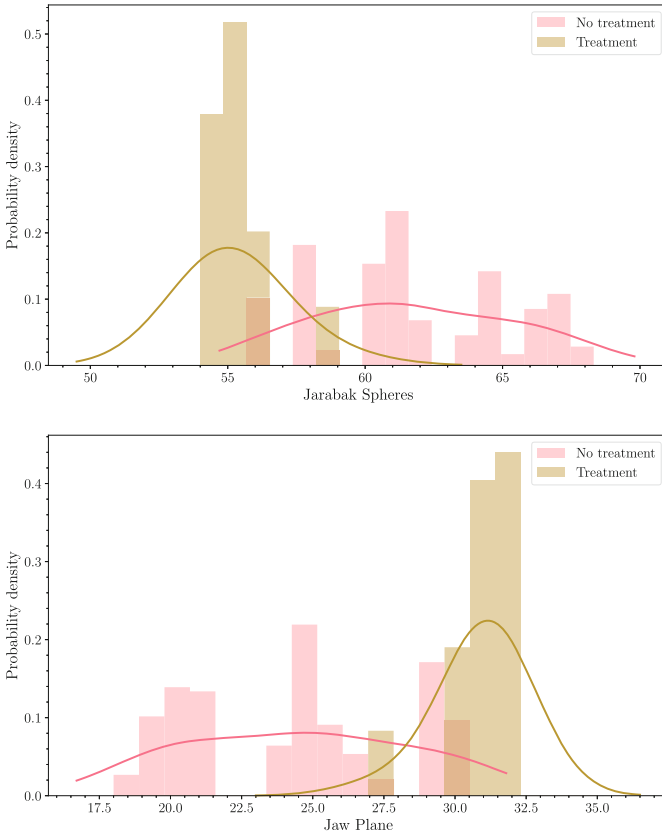 No treatment
Treatment
0.5
0.4
0.3
0.2
0.1
0.0
Probability density
50 55 60 65 70
Jarabak Spheres
No treatment
Treatment
0.4
0.3
0.2
0.1
0.0
Probability density
17.5 20.0 22.5 25.0 27.5 30.0 32.5 35.0
Jaw Plane